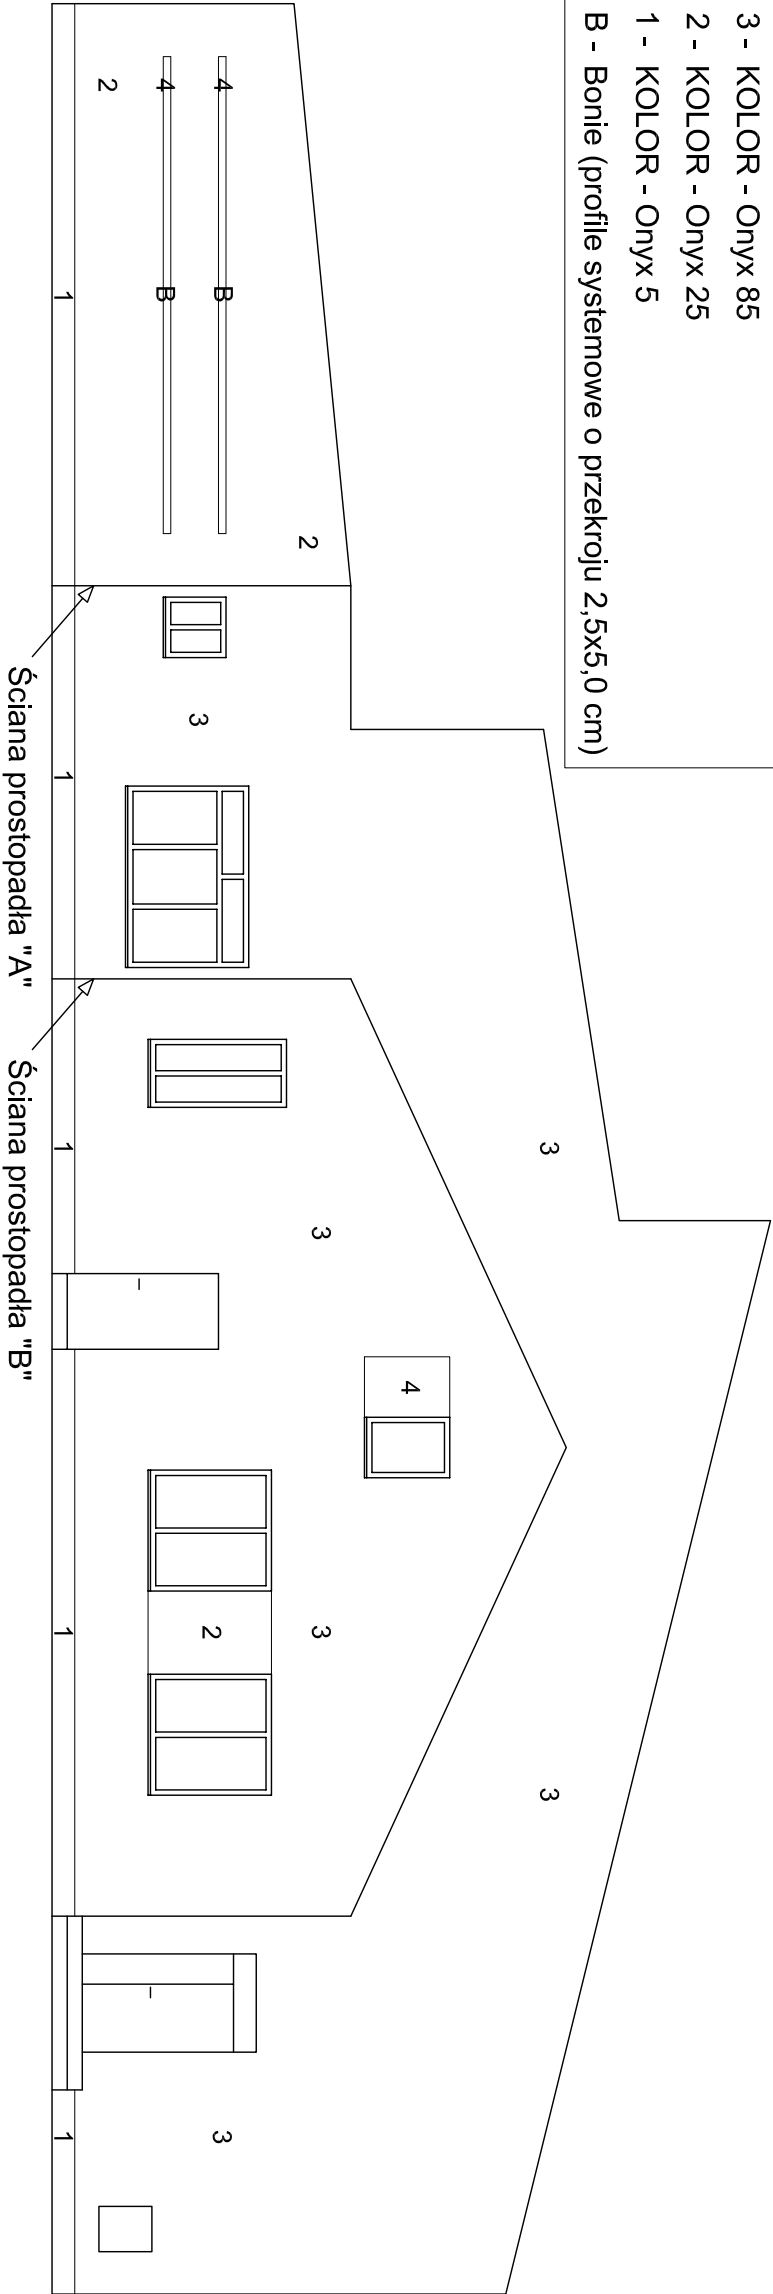 3 - KOLOR - Onyx 85
2 - KOLOR - Onyx 25
1 - KOLOR - Onyx 5
B - Bonie (profile systemowe o przekroju 2,5x5,0 cm)
3
3
4
3
3
2
2
3
3
4
B
4
B
2
2
1
1
1
1
1
Ściana prostopadła "A"
Ściana prostopadła "B"